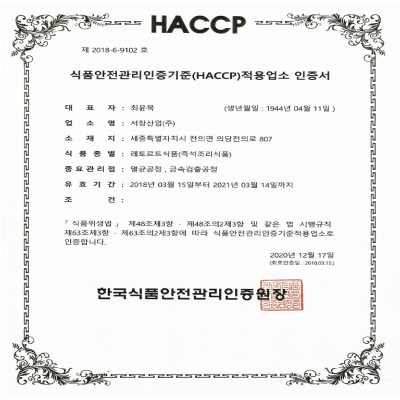 HACCP
제 2018-6-9102 호
식품안전관리인증기준(HACCP)적용업소 인증서
대 표 자 : 최윤묵 (생년월일 : 1944년 04월 11일)
업 소 명 : 서창산업(주)
소 재 지 : 세종특별자치시 전의면 의당전의로 807
식 품 종 별 : 레토르트식품(즉석조리식품)
중요관리점 : 멸균공정 , 금속검출공정
유 효 기 간 : 2018년 03월 15일부터 2021년 03월 14일까지
조 건 :
「식품위생법」 제48조제3항ㆍ제48조의2제3항 및 같은 법 시행규칙
제63조제3항ㆍ제63조의2제3항에 따라 식품안전관리인증기준적용업소로
인증합니다.
2020년 12월 17일
[최초인증일 : 2018.03.15.]
한국식품안전관리인증원장